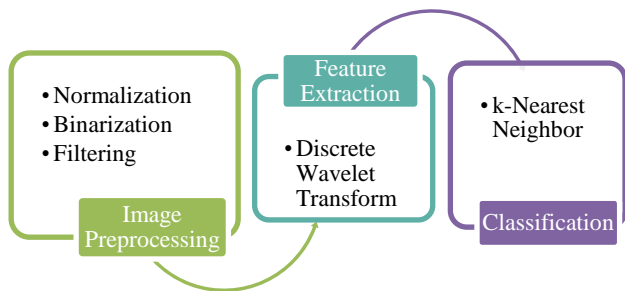 • Normalization
• Binarization
• Filtering
Image
Preprocessing
Feature
Extraction
• Discrete
Wavelet
Transform
• k-Nearest
Neighbor
Classification